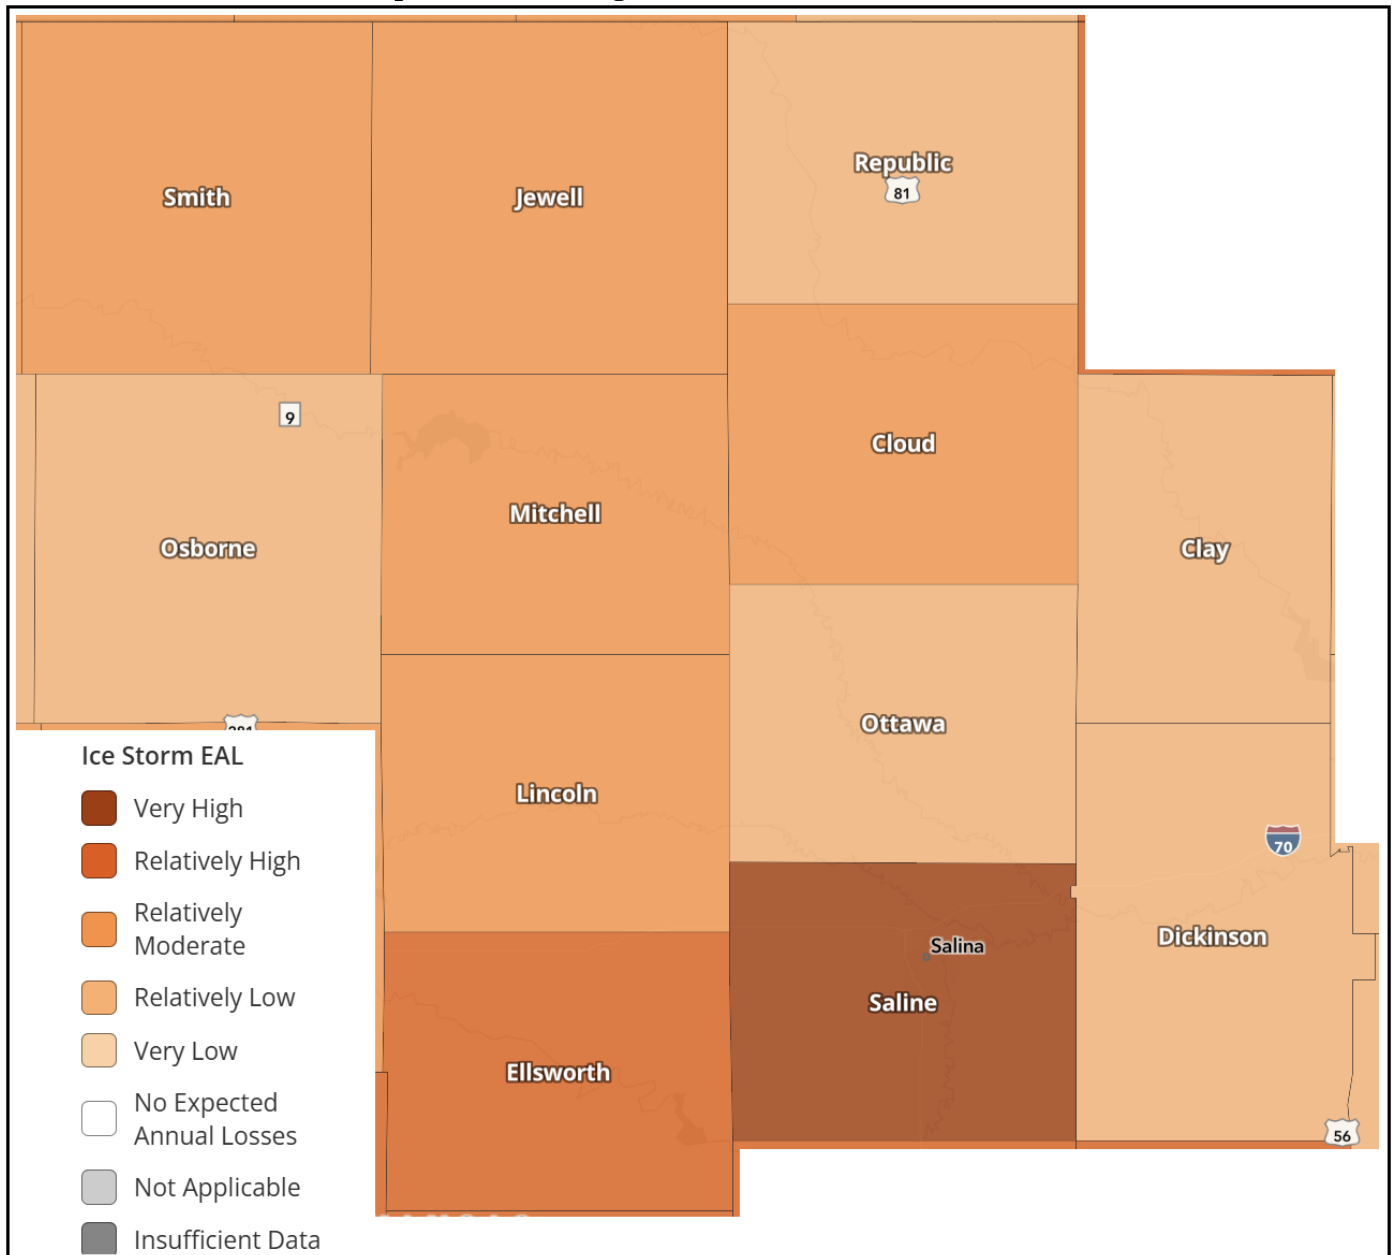 Republic
81
Smith
Jewell
9
Cloud
Mitchell
Osborne
Clay
Ottawa
Lincoln
70
Dickinson
Salina
Saline
Ellsworth
56
Ice Storm EAL
Very High
Relatively High
Relatively
Moderate
Relatively Low
Very Low
No Expected
Annual Losses
Not Applicable
Insufficient Data